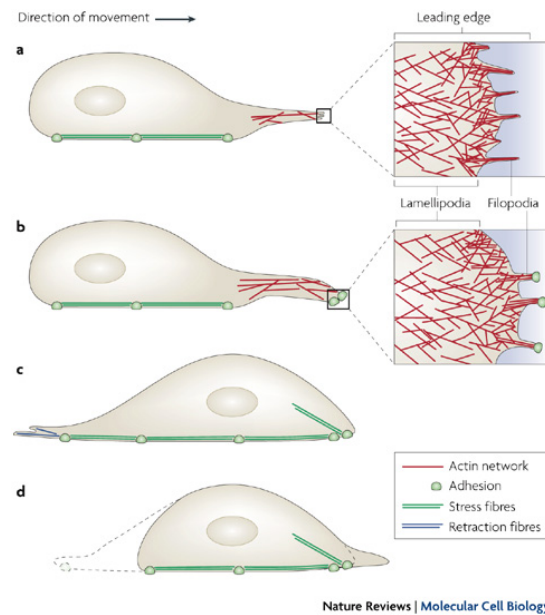 Direction of movement
Leading edge
a
Lamellipodia
Filopodia
b
c
d
Actin network
Adhesion
Stress fibres
Retraction fibres
Nature Reviews | Molecular Cell Biology